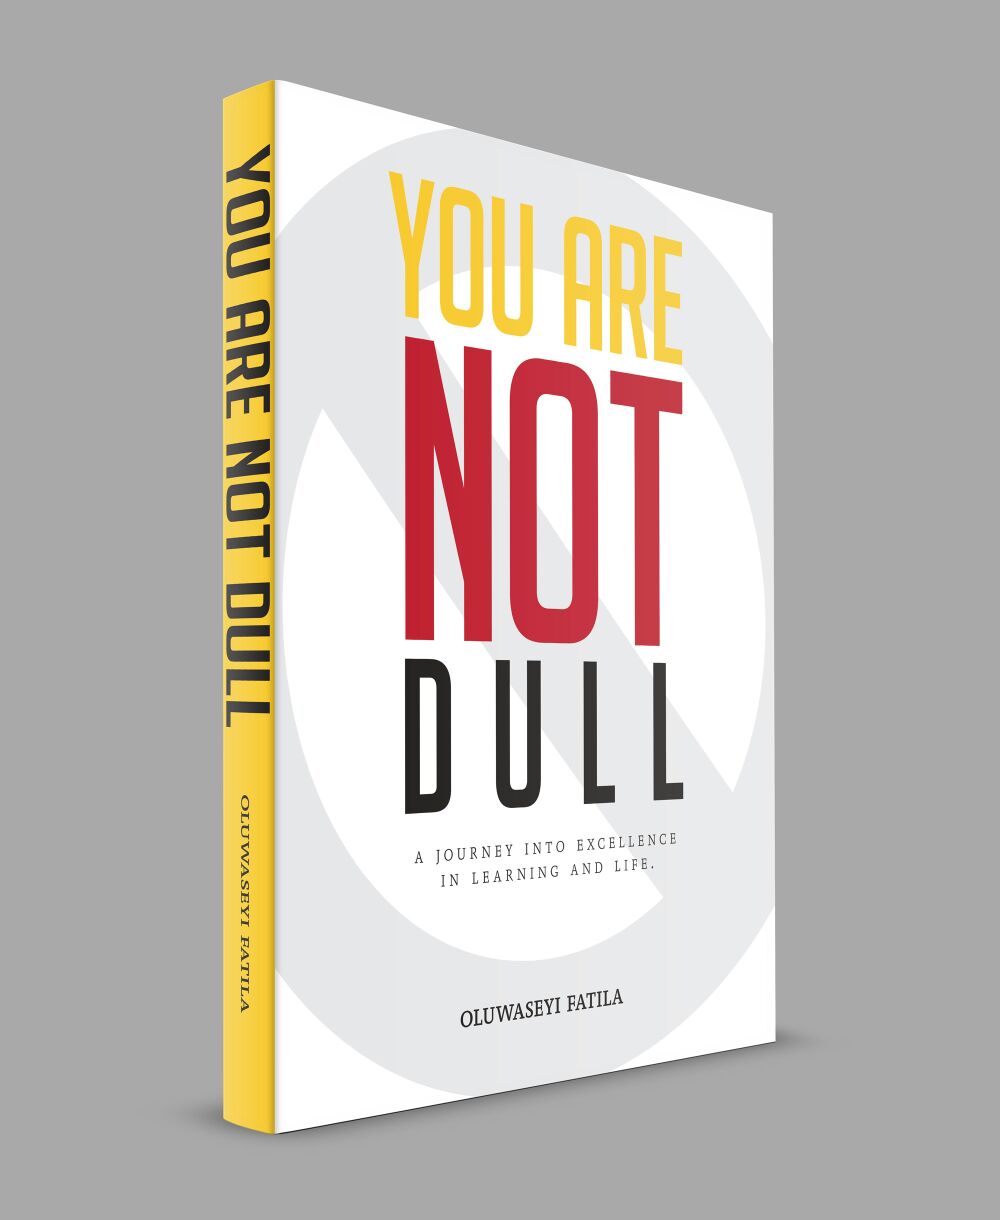 YOU ARE NOT DULL
OLUWASEYI FATILA
YOU ARE
NOT
DULL
A JOURNEY INTO EXCELLENCE
IN LEARNING AND LIFE.
OLUWASEYI FATILA